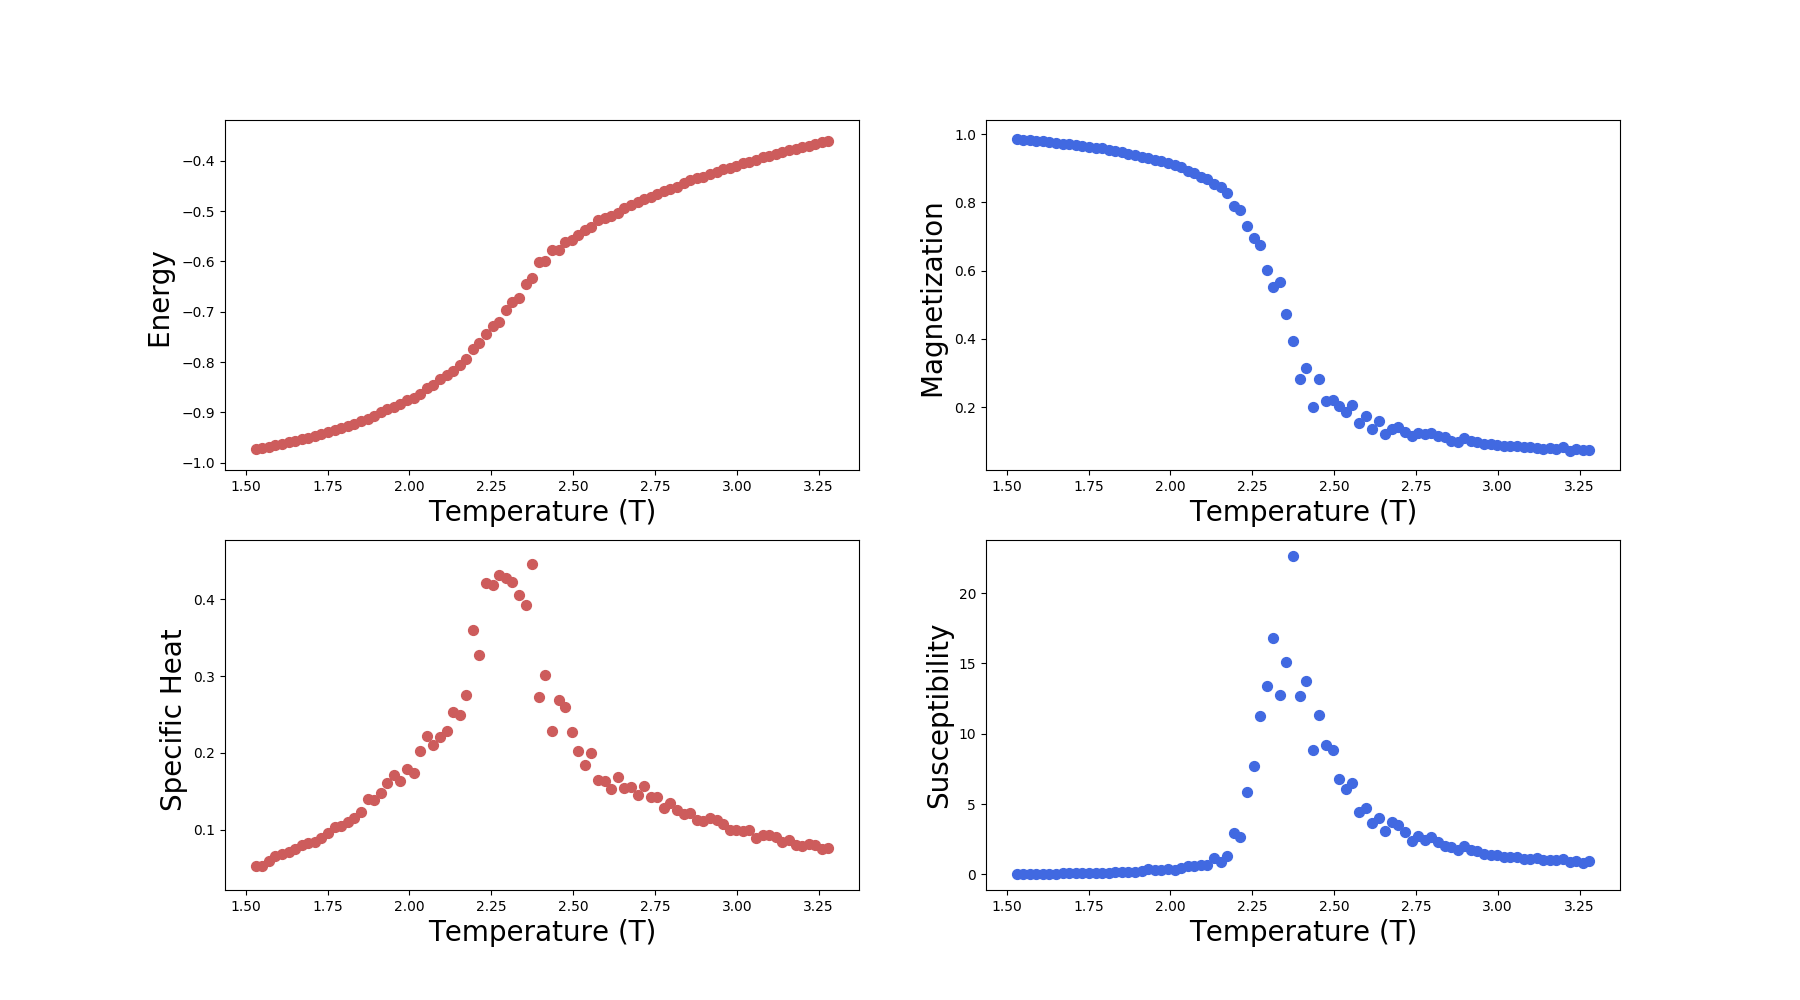 Energy
−0.4
−0.5
−0.6
−0.7
−0.8
−0.9
−1.0
1.50 1.75 2.00 2.25 2.50 2.75 3.00 3.25
Temperature (T)
Magnetization
1.0
0.8
0.6
0.4
0.2
1.50 1.75 2.00 2.25 2.50 2.75 3.00 3.25
Temperature (T)
Specific Heat
0.4
0.3
0.2
0.1
1.50 1.75 2.00 2.25 2.50 2.75 3.00 3.25
Temperature (T)
Susceptibility
20
15
10
5
0
1.50 1.75 2.00 2.25 2.50 2.75 3.00 3.25
Temperature (T)